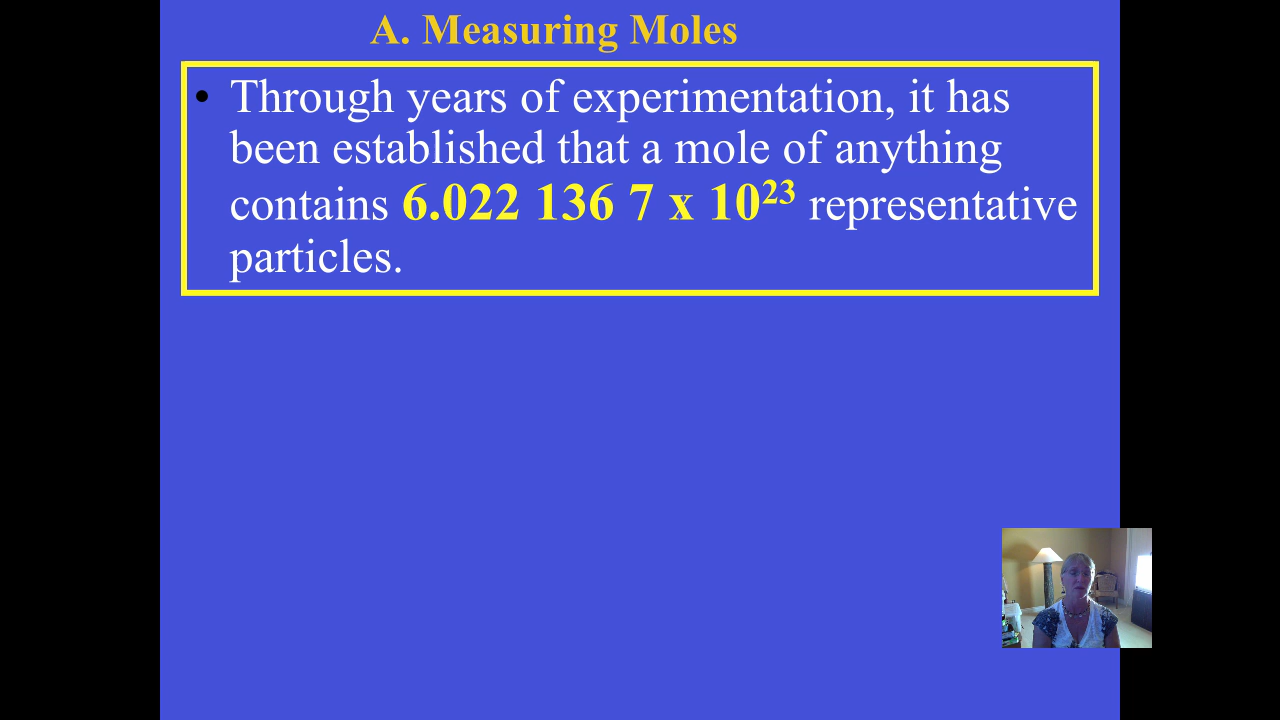 A. Measuring Moles
• Through years of experimentation, it has
been established that a mole of anything
contains 6.022 136 7 x 10²³ representative
particles.